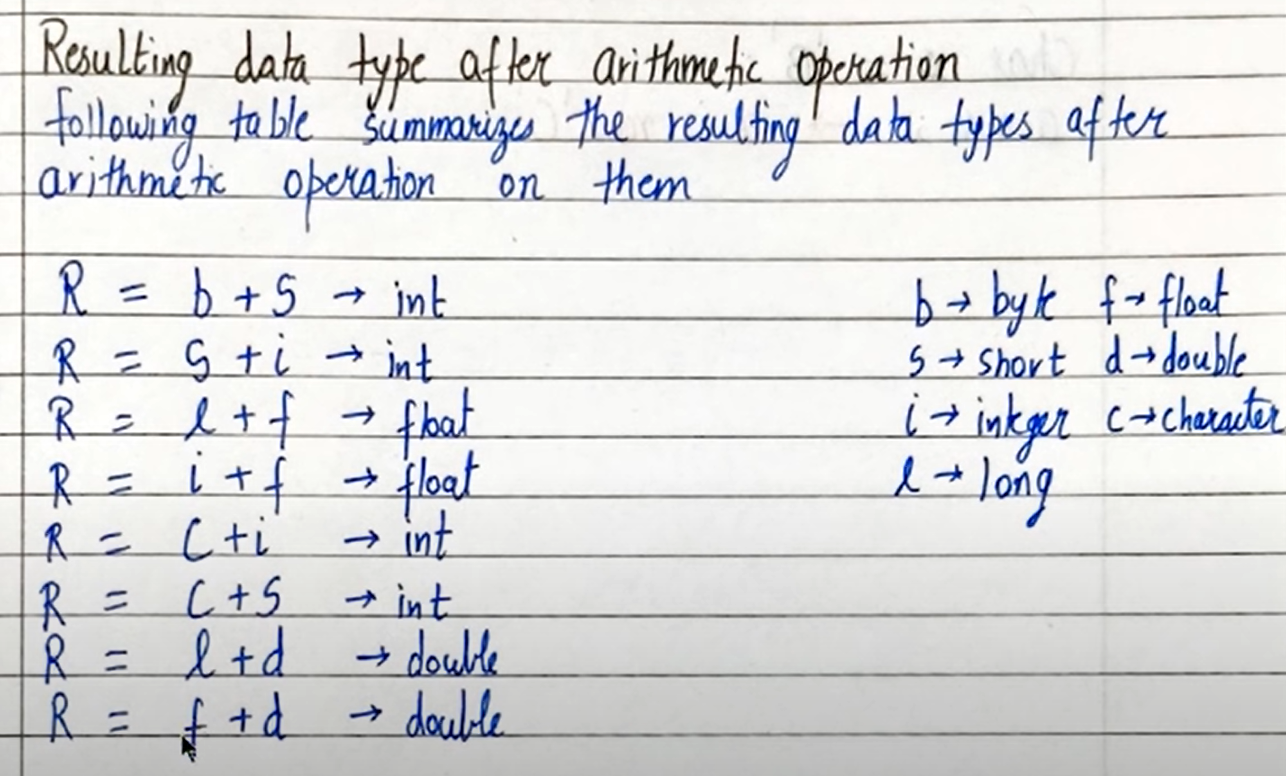 Resulting data type after arithmetic operation
following table summarizes the resulting data types after
arithmetic operation on them
R = b + s → int
R = s + i → int
R = l + f → float
R = i + f → float
R = c + i → int
R = c + s → int
R = l + d → double
R = f + d → double
b → byte f → float
s → short d → double
i → integer c → character
l → long